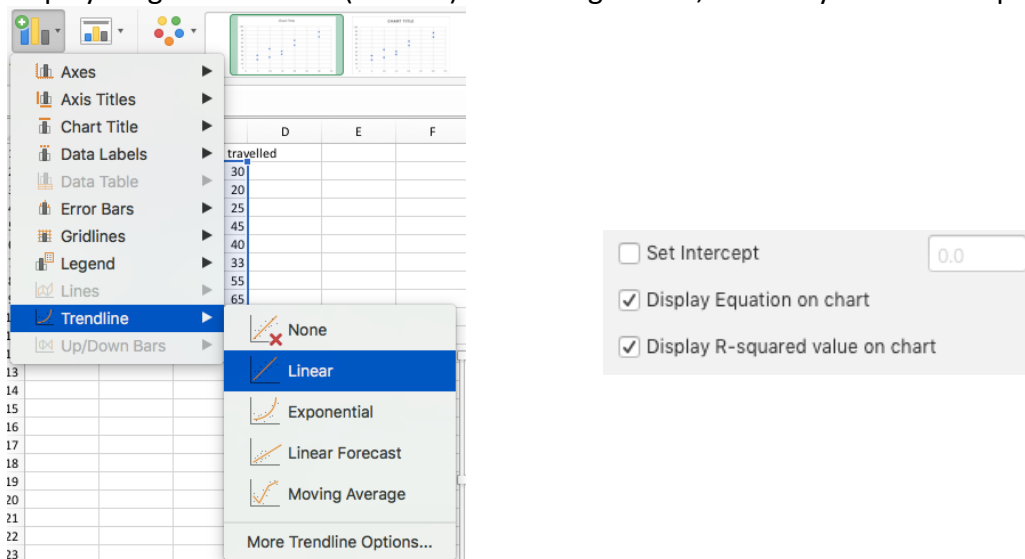 Axes
Axis Titles
Chart Title
Data Labels
Data Table
Error Bars
Gridlines
Legend
Lines
Trendline
Up/Down Bars
CHART TITLE
D E F
travelled
30
20
25
45
40
33
55
65
None
Linear
Exponential
Linear Forecast
Moving Average
More Trendline Options...
13
14
15
16
17
18
19
20
21
22
23
Set Intercept 0.0
Display Equation on chart
Display R-squared value on chart